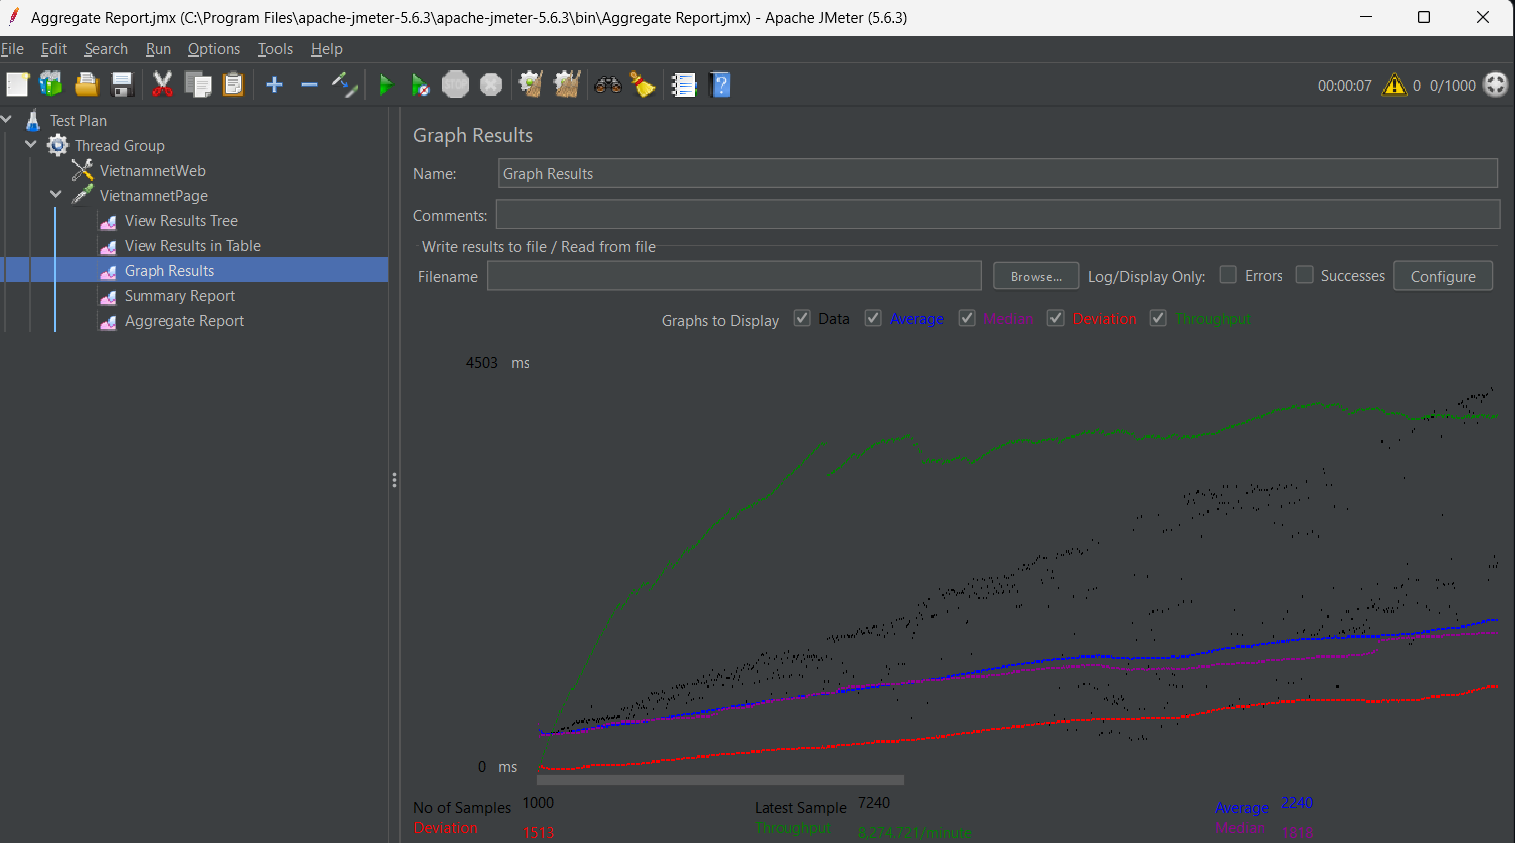 Aggregate Report.jmx (C:\Program Files\apache-jmeter-5.6.3\apache-jmeter-5.6.3\bin\Aggregate Report.jmx) - Apache JMeter (5.6.3)
File Edit Search Run Options Tools Help
00:00:07 0 0/1000
Test Plan
Thread Group
VietnamnetWeb
VietnamnetPage
View Results Tree
View Results in Table
Graph Results
Summary Report
Aggregate Report
Graph Results
Name: Graph Results
Comments:
Write results to file / Read from file
Filename Browse... Log/Display Only: Errors Successes Configure
Graphs to Display Data Average Median Deviation Throughput
4503 ms
0 ms
No of Samples 1000 Latest Sample 7240 Average 2240
Deviation 1513 Throughput 8,274.721/minute Median